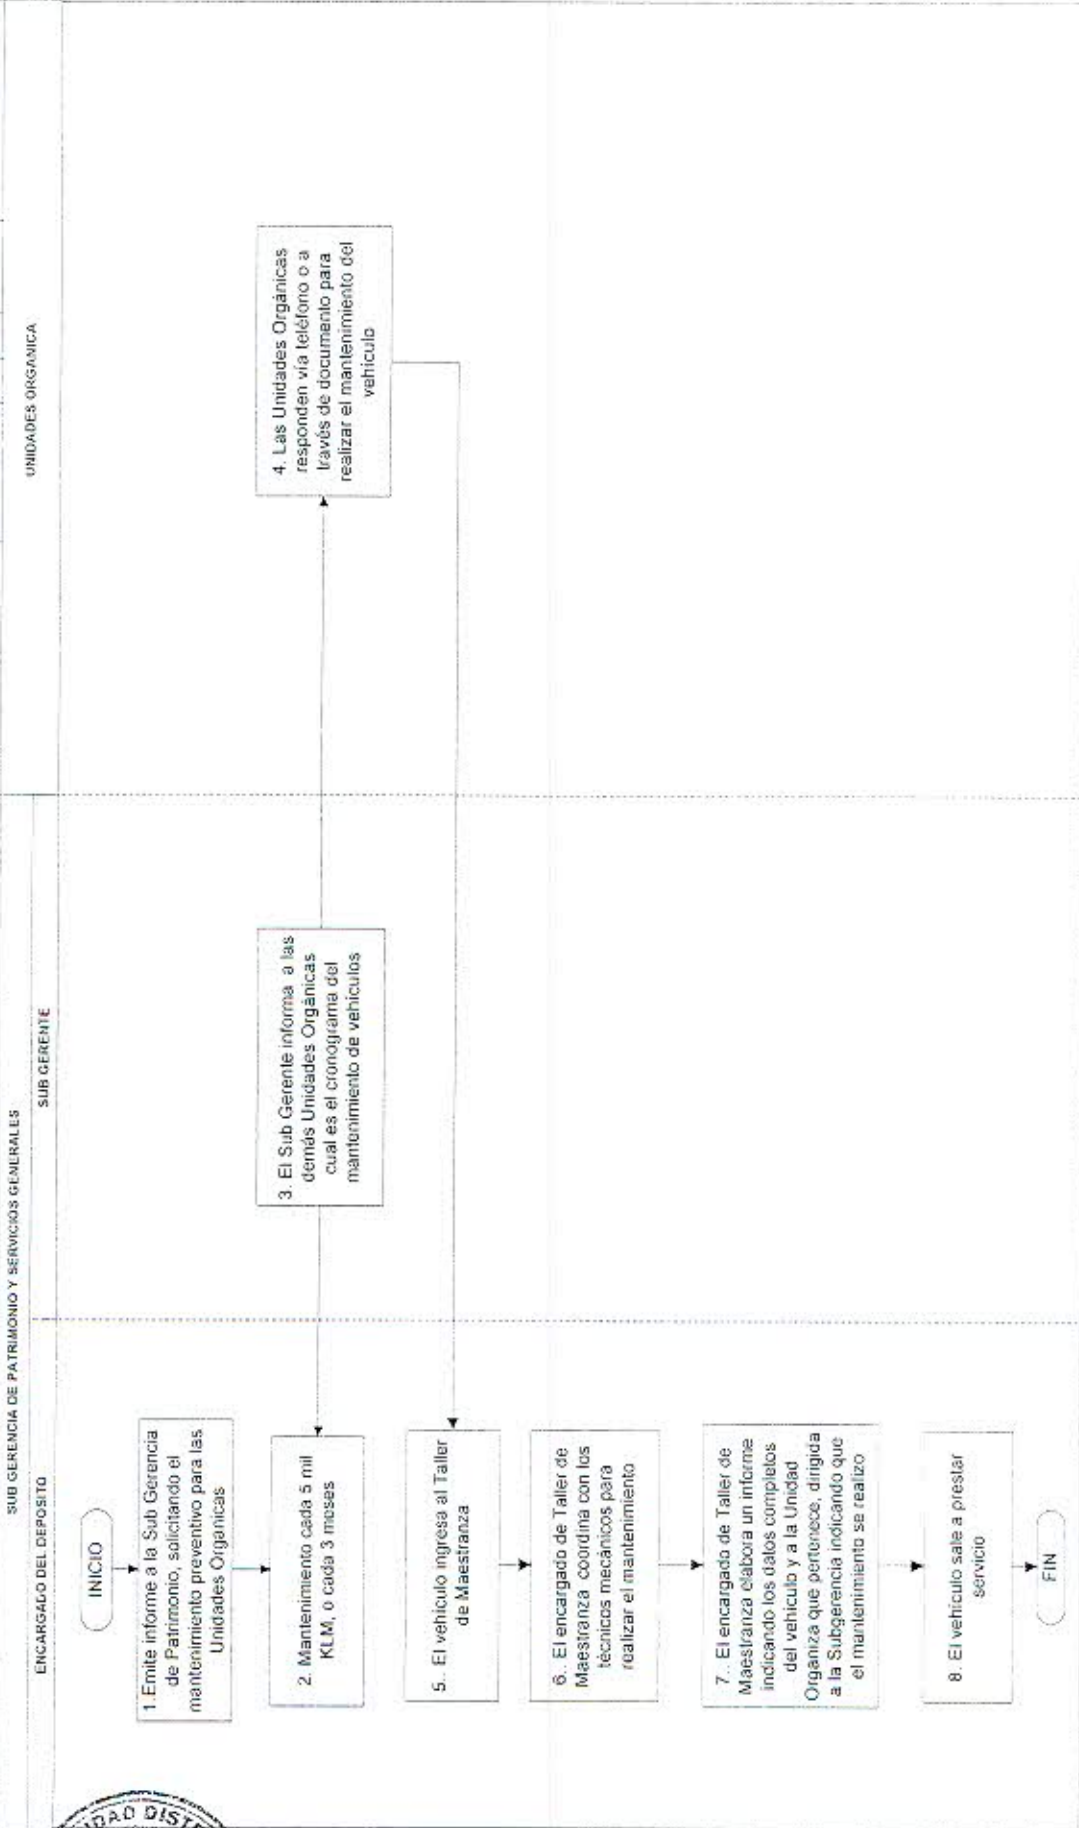 SUB GERENCIA DE PATRIMONIO Y SERVICIOS GENERALES
ENCARGADO DEL DEPOSITO
SUB GERENTE
UNIDADES ORGANICA
INICIO
1.Emite informe a la Sub Gerencia
de Patrimonio, solicitando el
mantenimiento preventivo para las
Unidades Organicas
2. Mantenimiento cada 5 mil
KLM, o cada 3 meses
3. El Sub Gerente informa a las
demás Unidades Orgánicas
cual es el cronograma del
mantenimiento de vehículos
4. Las Unidades Orgánicas
responden vía teléfono o a
través de documento para
realizar el mantenimiento del
vehículo
5.. El vehículo ingresa al Taller
de Maestranza
6.. El encargado de Taller de
Maestranza coordina con los
técnicos mecánicos para
realizar el mantenimiento
7.. El encargado de Taller de
Maestranza elabora un informe
indicando los datos completos
del vehículo y a la Unidad
Organiza que pertenece, dirigida
a la Subgerencia indicando que
el mantenimiento se realizo
8. El vehículo sale a prestar
servicio
FIN